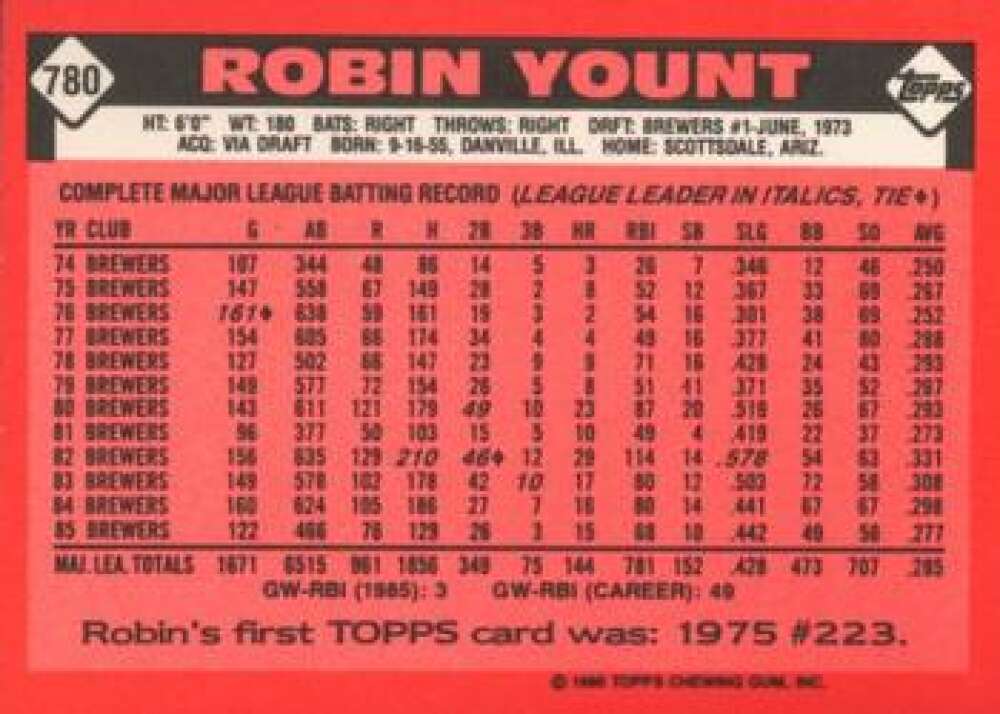 780 ROBIN YOUNT Topps
HT: 6'0" WT: 180 BATS: RIGHT THROWS: RIGHT DRFT: BREWERS #1-JUNE, 1973
ACQ: VIA DRAFT BORN: 9-16-55, DANVILLE, ILL. HOME: SCOTTSDALE, ARIZ.
COMPLETE MAJOR LEAGUE BATTING RECORD (LEAGUE LEADER IN ITALICS, TIE♦)
YR CLUB G AB R H 2B 3B HR RBI SB SLG BB SO AVG
74 BREWERS 107 344 48 86 14 5 3 26 7 .346 12 46 .250
75 BREWERS 147 558 67 149 28 2 8 52 12 .367 33 69 .267
76 BREWERS 161♦ 638 59 161 19 3 2 54 16 .301 38 69 .252
77 BREWERS 154 605 66 174 34 4 4 49 16 .377 41 80 .288
78 BREWERS 127 502 66 147 23 9 9 71 16 .428 24 43 .293
79 BREWERS 149 577 72 154 26 5 8 51 11 .371 35 52 .267
80 BREWERS 143 611 121 179 49 10 23 87 20 .519 26 67 .293
81 BREWERS 96 377 50 103 15 5 10 49 4 .419 22 37 .273
82 BREWERS 156 635 129 210 46♦ 12 29 114 14 .578 54 63 .331
83 BREWERS 149 578 102 178 42 10 17 80 12 .503 72 58 .308
84 BREWERS 160 624 105 186 27 7 16 80 14 .441 67 67 .298
85 BREWERS 122 466 76 129 26 3 15 68 10 .442 49 56 .277
MAJ. LEA. TOTALS 1671 6515 961 1856 349 75 144 781 152 .428 473 707 .285
GW-RBI (1985): 3 GW-RBI (CAREER): 49
Robin's first TOPPS card was: 1975 #223.
© 1986 TOPPS CHEWING GUM, INC.